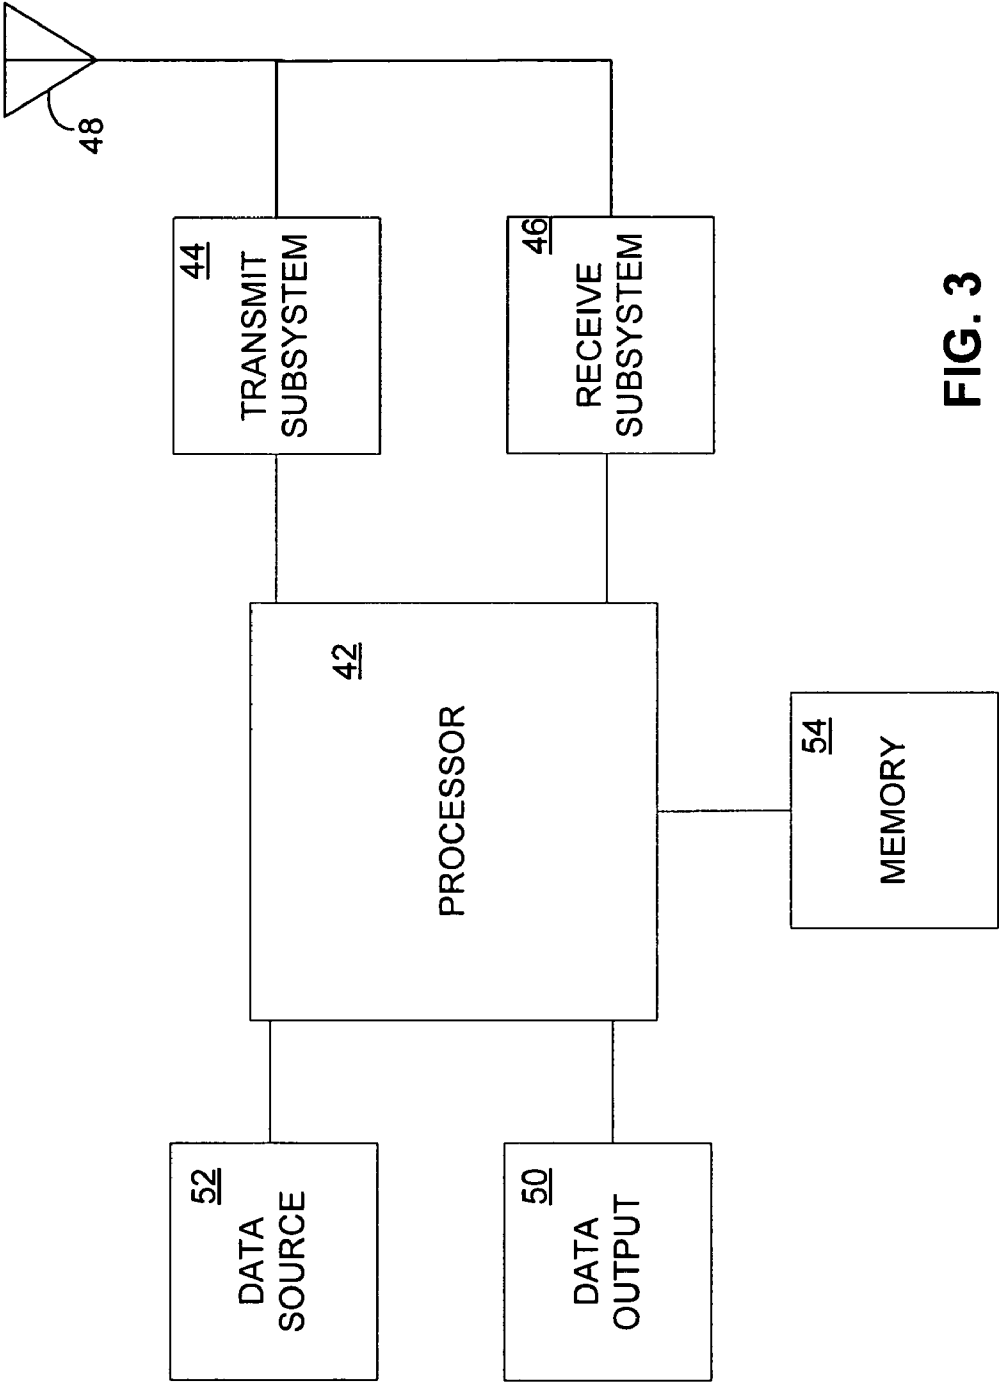 48
44
TRANSMIT
SUBSYSTEM
46
RECEIVE
SUBSYSTEM
42
PROCESSOR
54
MEMORY
52
DATA
SOURCE
50
DATA
OUTPUT
FIG. 3